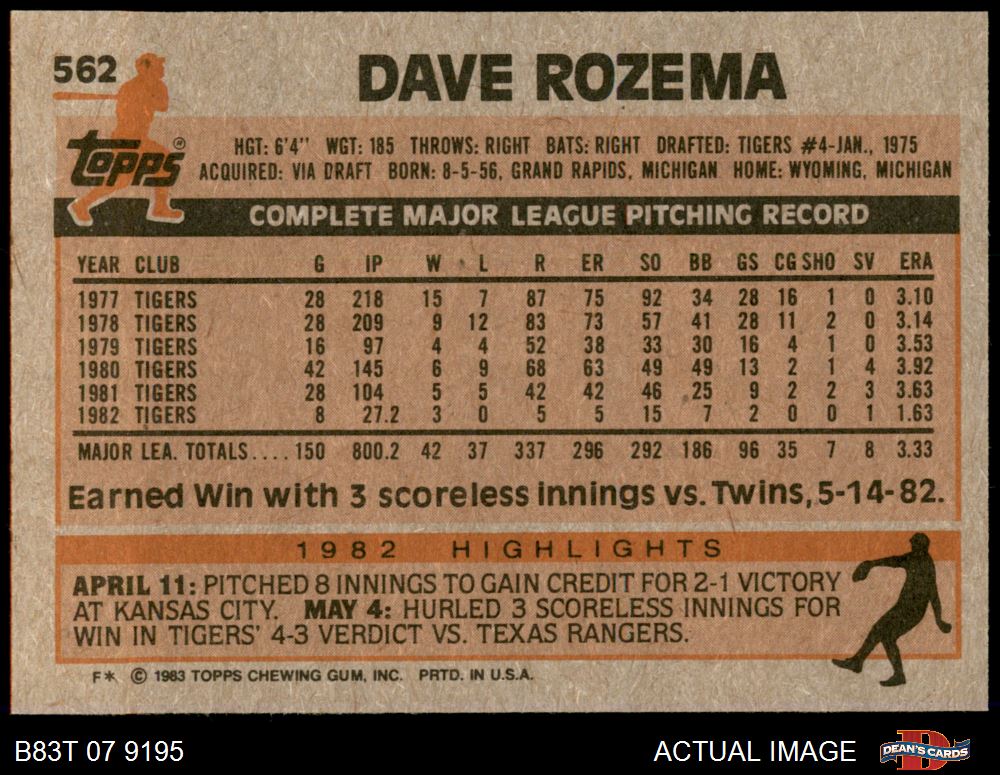 562
DAVE ROZEMA
topps®
HGT: 6'4" WGT: 185 THROWS: RIGHT BATS: RIGHT DRAFTED: TIGERS #4-JAN., 1975
ACQUIRED: VIA DRAFT BORN: 8-5-56, GRAND RAPIDS, MICHIGAN HOME: WYOMING, MICHIGAN
COMPLETE MAJOR LEAGUE PITCHING RECORD
YEAR CLUB G IP W L R ER SO BB GS CG SHO SV ERA
1977 TIGERS 28 218 15 7 87 75 92 34 28 16 1 0 3.10
1978 TIGERS 28 209 9 12 83 73 57 41 28 11 2 0 3.14
1979 TIGERS 16 97 4 4 52 38 33 30 16 4 1 0 3.53
1980 TIGERS 42 145 6 9 68 63 49 49 13 2 1 4 3.92
1981 TIGERS 28 104 5 5 42 42 46 25 9 2 2 3 3.63
1982 TIGERS 8 27.2 3 0 5 5 15 7 2 0 0 1 1.63
MAJOR LEA. TOTALS.... 150 800.2 42 37 337 296 292 186 96 35 7 8 3.33
Earned Win with 3 scoreless innings vs. Twins, 5-14-82.
1982 HIGHLIGHTS
APRIL 11: PITCHED 8 INNINGS TO GAIN CREDIT FOR 2-1 VICTORY
AT KANSAS CITY. MAY 4: HURLED 3 SCORELESS INNINGS FOR
WIN IN TIGERS' 4-3 VERDICT VS. TEXAS RANGERS.
F* © 1983 TOPPS CHEWING GUM, INC. PRTD. IN U.S.A.
B83T 07 9195
ACTUAL IMAGE
DEAN'S CARDS